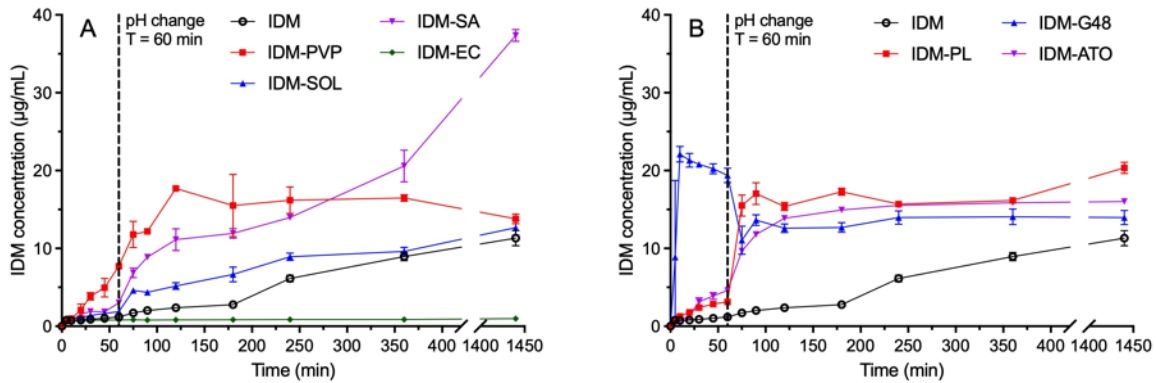 A
pH change
T = 60 min
IDM
IDM-PVP
IDM-SOL
IDM-SA
IDM-EC
IDM concentration (µg/mL)
40
30
20
10
0
0 50 100 150 200 250 300 350 400 1400 1450
Time (min)
B
pH change
T = 60 min
IDM
IDM-PL
IDM-G48
IDM-ATO
IDM concentration (µg/mL)
40
30
20
10
0
0 50 100 150 200 250 300 350 400 1400 1450
Time (min)